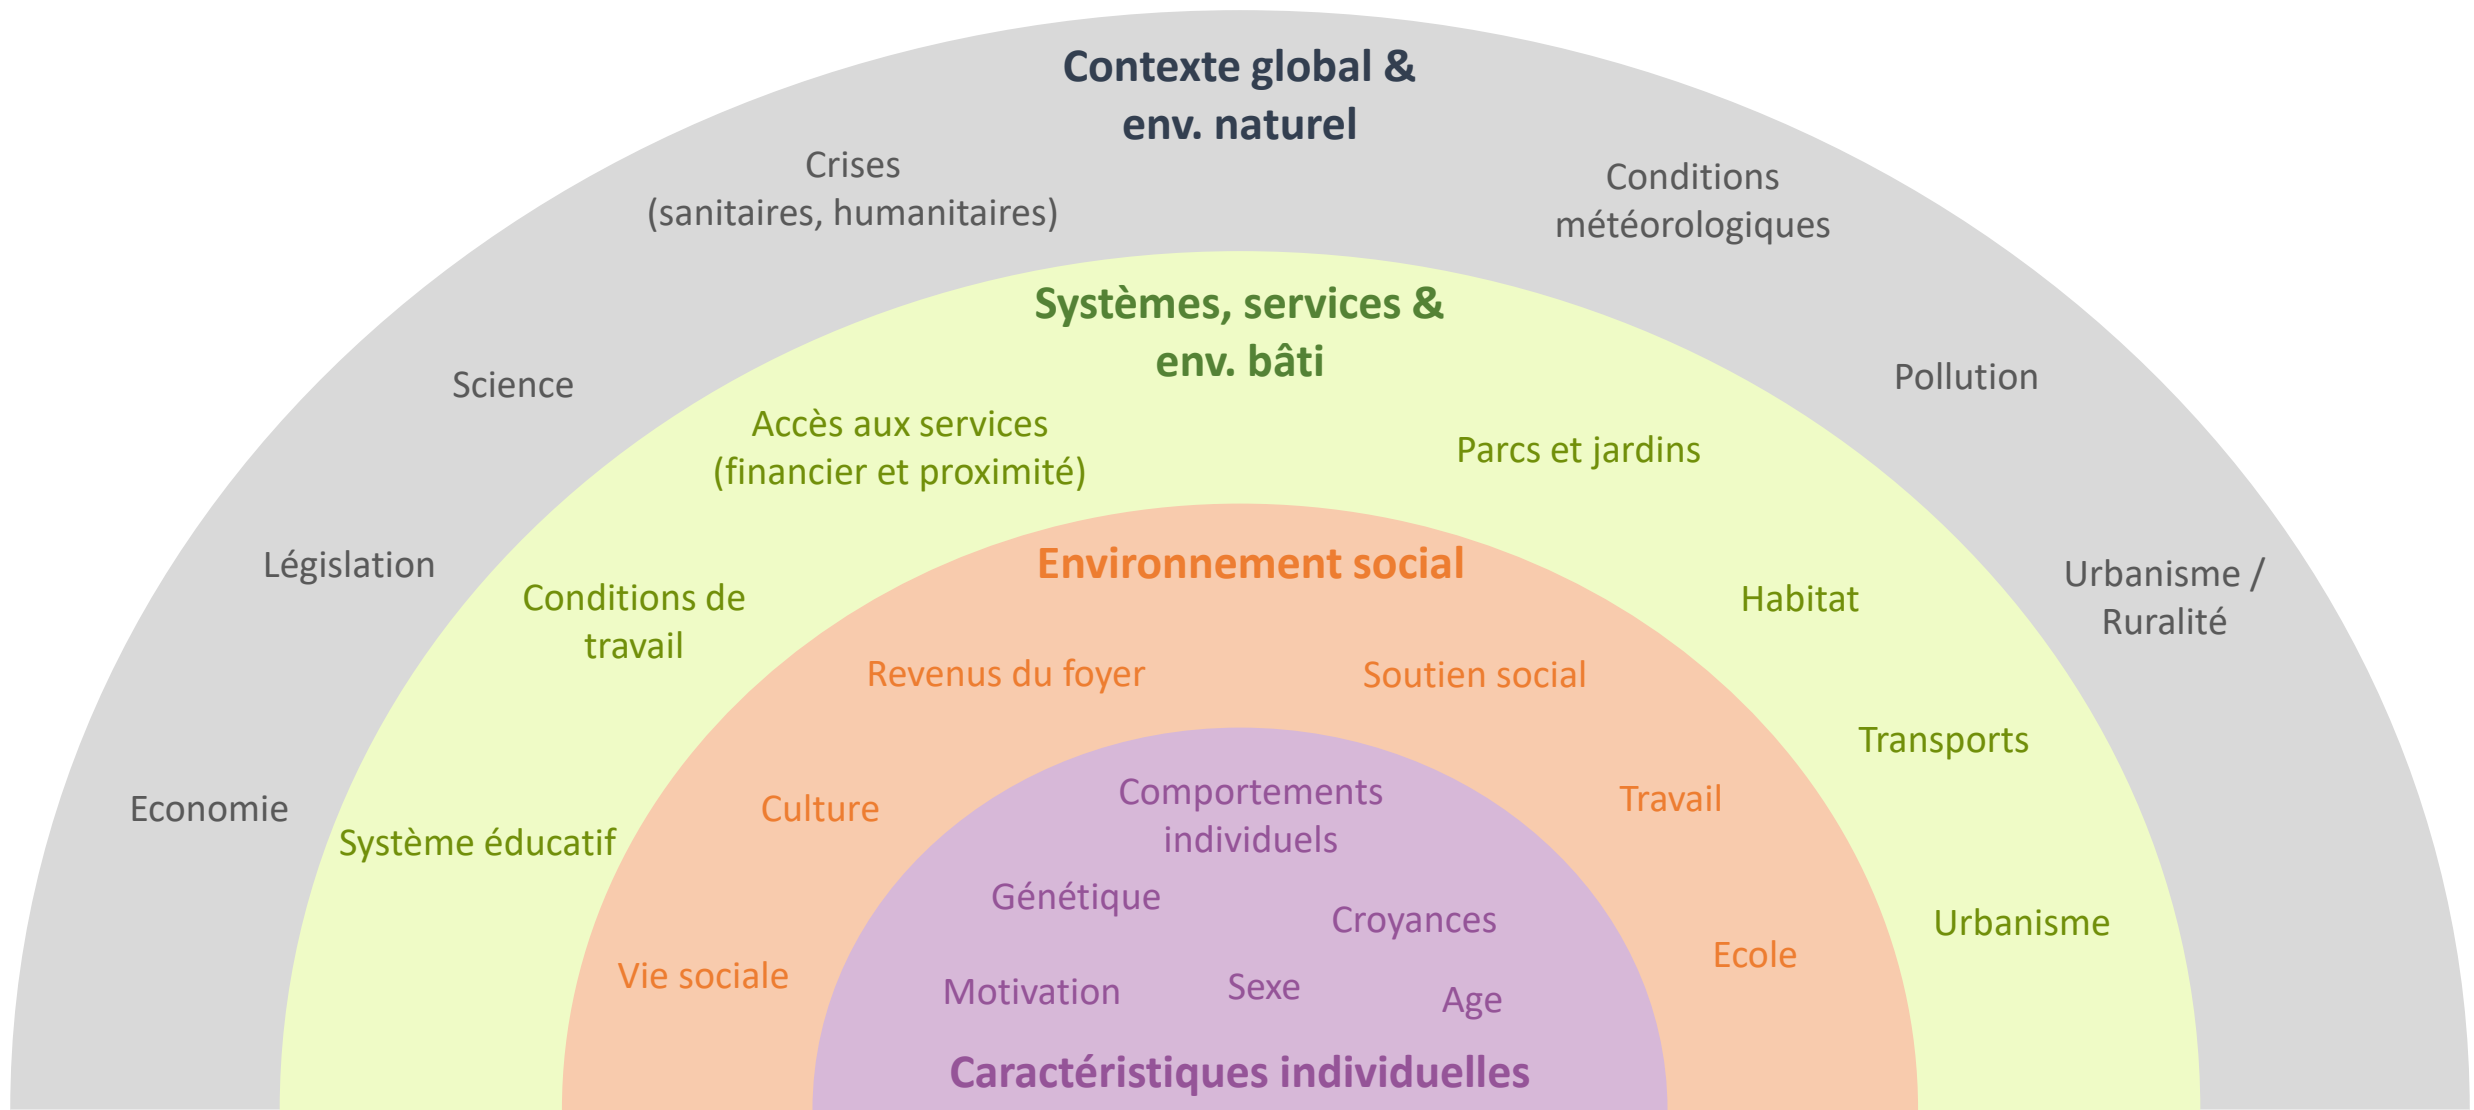 Contexte global &
env. naturel
Crises
(sanitaires, humanitaires)
Conditions
météorologiques
Science
Pollution
Législation
Urbanisme /
Ruralité
Economie
Systèmes, services &
env. bâti
Accès aux services
(financier et proximité)
Parcs et jardins
Conditions de
travail
Habitat
Transports
Système éducatif
Urbanisme
Environnement social
Revenus du foyer
Soutien social
Culture
Travail
Vie sociale
Ecole
Comportements
individuels
Génétique
Croyances
Motivation
Sexe
Age
Caractéristiques individuelles